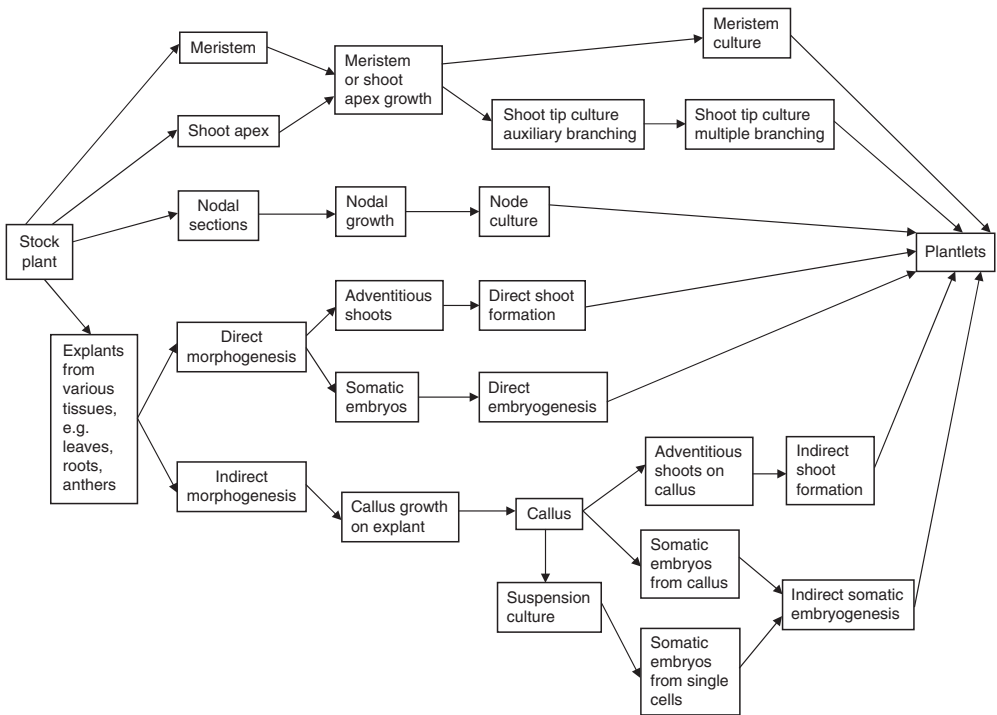 Meristem
Meristem
or shoot
apex growth
Meristem
culture
Shoot apex
Shoot tip culture
auxiliary branching
Shoot tip culture
multiple branching
Nodal
sections
Nodal
growth
Node
culture
Stock
plant
Plantlets
Adventitious
shoots
Direct shoot
formation
Direct
morphogenesis
Explants
from
various
tissues,
e.g.
leaves,
roots,
anthers
Somatic
embryos
Direct
embryogenesis
Indirect
morphogenesis
Callus growth
on explant
Callus
Adventitious
shoots on
callus
Indirect
shoot
formation
Somatic
embryos
from callus
Suspension
culture
Indirect somatic
embryogenesis
Somatic
embryos
from single
cells